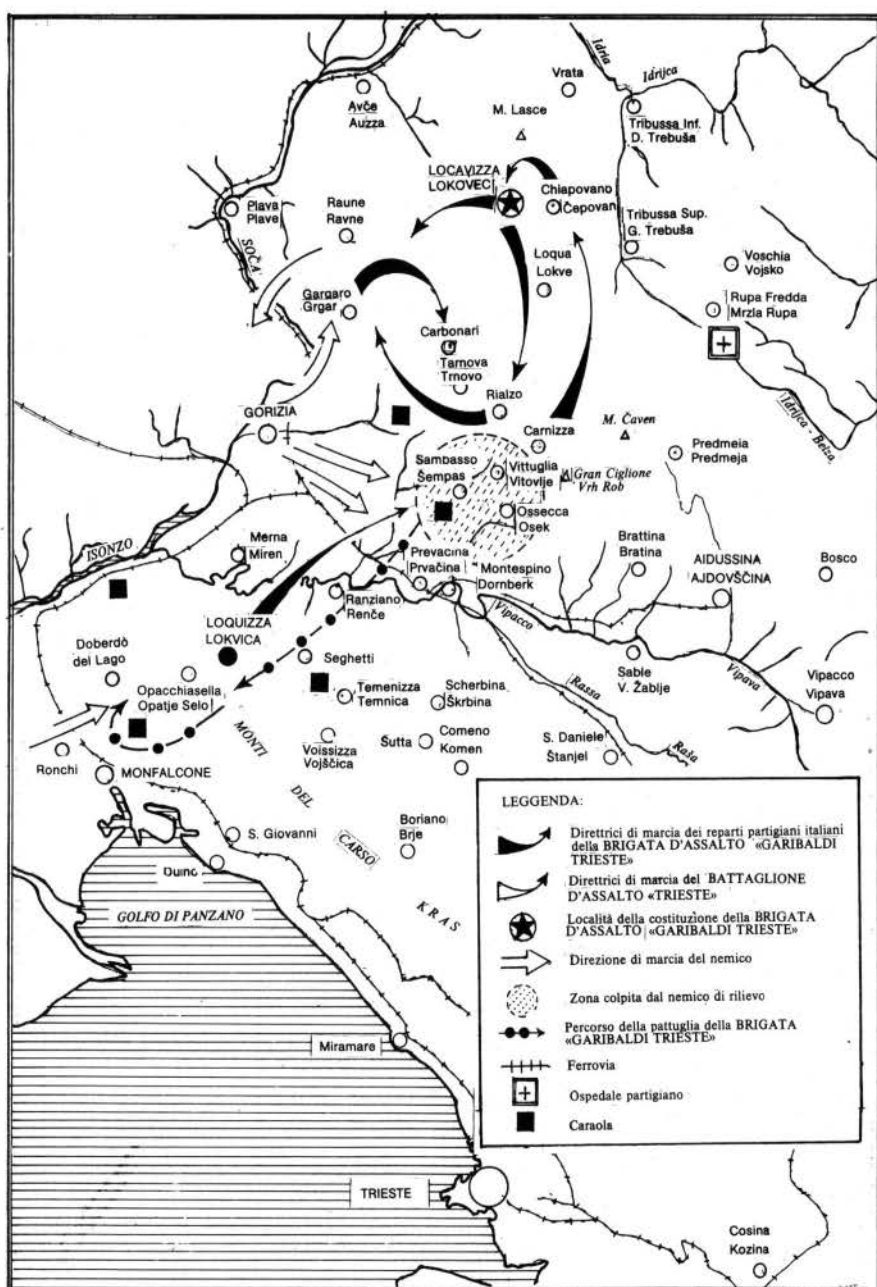 Idria
Idrijca
Vrata
Avče
Auzza
M. Lasce
Tribussa Inf.
D. Trebuša
LOCAVIZZA
LOKOVEC
Chiapovano
Čepovan
Plava
Plave
Raune
Ravne
Tribussa Sup.
G. Trebuša
SOČA
Loqua
Lokve
Voschia
Vojsko
Gargaro
Grgar
Rupa Fredda
Mrzla Rupa
Carbonari
Tarnova
Trnovo
Idrijca - Beiza
Rialzo
GORIZIA
Carnizza
M. Čaven
Predmeia
Predmeja
Sambasso
Šempas
Vittuglia
Vitovlje
Gran Ciglione
Vrh Rob
Ossecca
Osek
ISONZO
Merna
Miren
Prevacina
Prvačina
Montespino
Dornberk
Brattina
Bratina
AIDUSSINA
AJDOVŠČINA
Bosco
Ranziano
Renče
Vipacco
LOQUIZZA
LOKVICA
Doberdò
del Lago
Seghetti
Sable
V. Žablje
Vipava
Vipacco
Vipava
Rassa
Raša
Opacchiasella
Opatje Selo
Temenizza
Temnica
Scherbina
Škrbina
MONTI
Voissizza
Vojščica
Šutta
Comeno
Komen
S. Daniele
Štanjel
Ronchi
MONFALCONE
DEL
S. Giovanni
Boriano
Brje
CARSO
Duino
KRAS
GOLFO DI PANZANO
LEGGENDA:
Direttrici di marcia dei reparti partigiani italiani
della BRIGATA D'ASSALTO «GARIBALDI
TRIESTE»
Direttrici di marcia del BATTAGLIONE
D'ASSALTO «TRIESTE»
Località della costituzione della BRIGATA
D'ASSALTO «GARIBALDI TRIESTE»
Direzione di marcia del nemico
Zona colpita dal nemico di rilievo
Percorso della pattuglia della BRIGATA
«GARIBALDI TRIESTE»
Ferrovia
Ospedale partigiano
Caraola
Miramare
TRIESTE
Cosina
Kozina